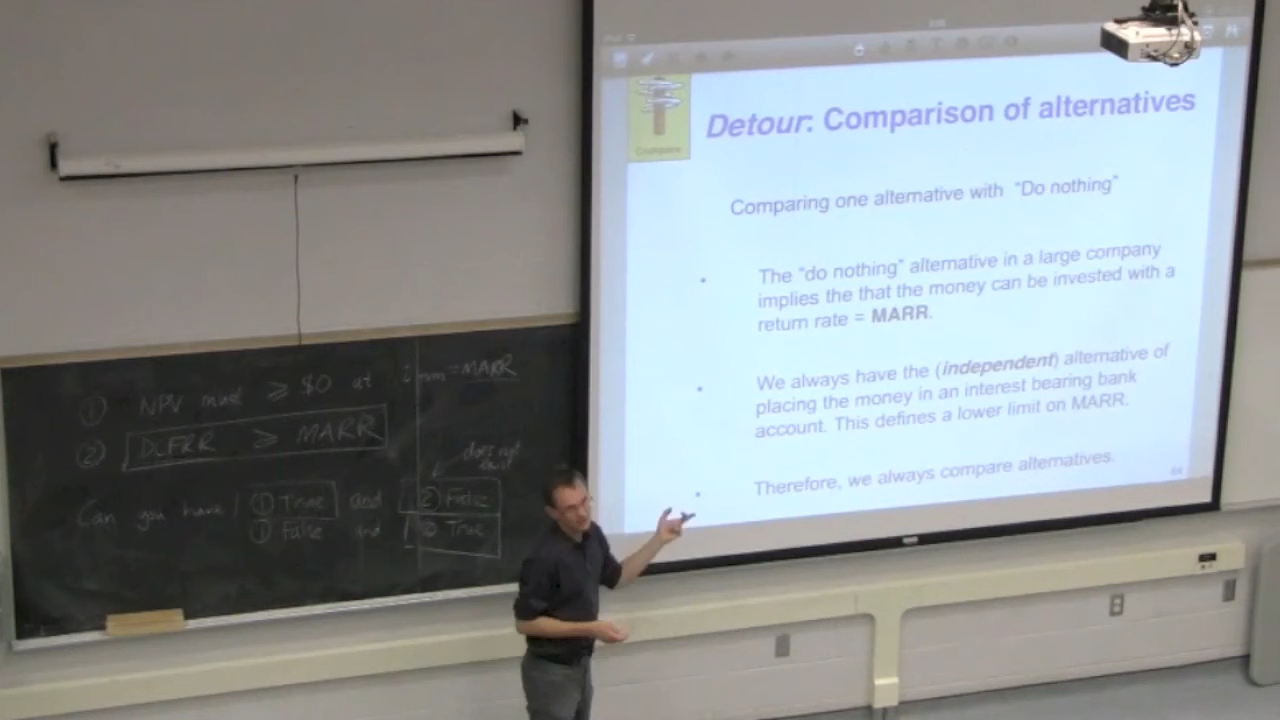 Compare
Detour: Comparison of alternatives
Comparing one alternative with "Do nothing"
• The "do nothing" alternative in a large company
implies the that the money can be invested with a
return rate = MARR.
• We always have the (independent) alternative of
placing the money in an interest bearing bank
account. This defines a lower limit on MARR.
• Therefore, we always compare alternatives.
① NPV must ≥ $0 at i = MARR
② DCFRR ≥ MARR
does not
exist
Can you have ① True and ② False
① False and ② True